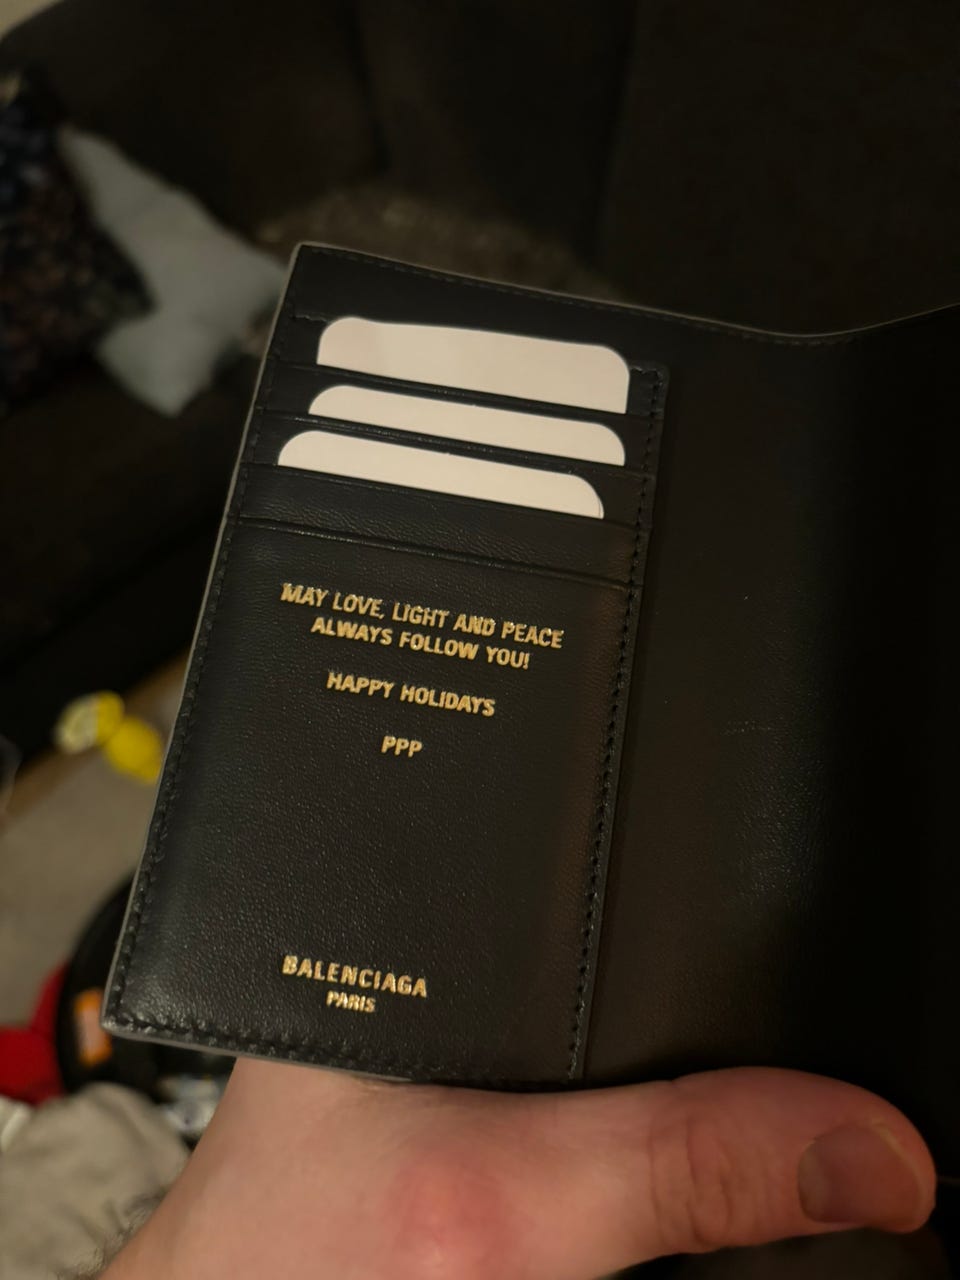 MAY LOVE, LIGHT AND PEACE
ALWAYS FOLLOW YOU!
HAPPY HOLIDAYS
PPP
BALENCIAGA
PARIS